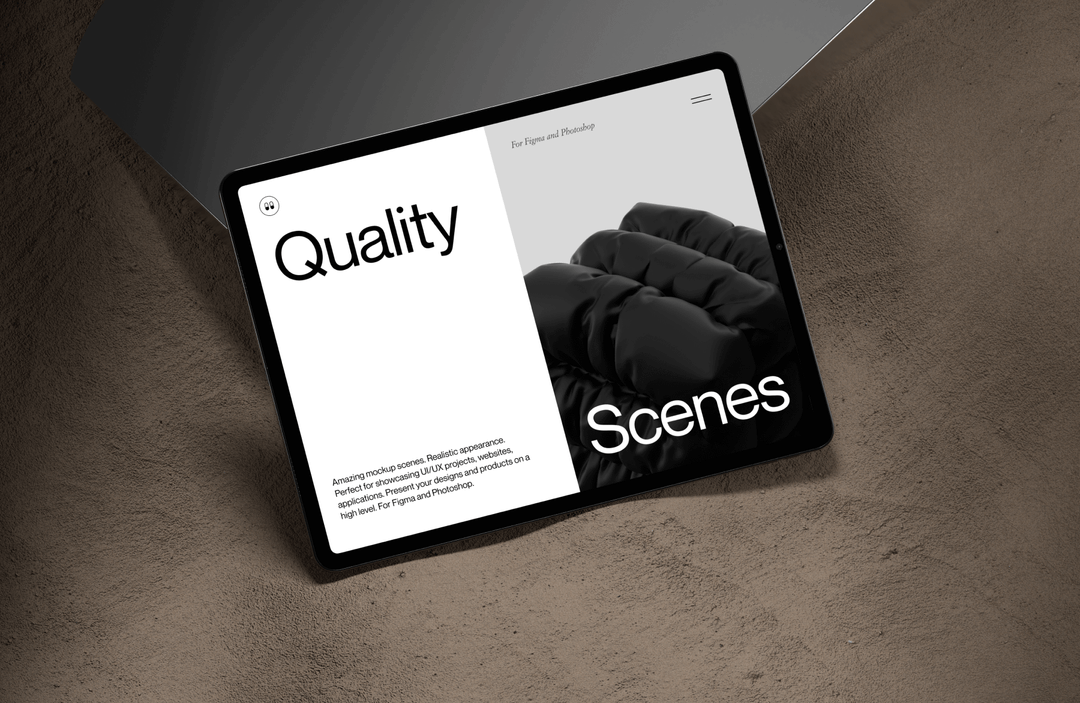 For Figma and Photoshop
Quality
Scenes
Amazing mockup scenes. Realistic appearance.
Perfect for showcasing UI/UX projects, websites,
applications. Present your designs and products on a
high level. For Figma and Photoshop.